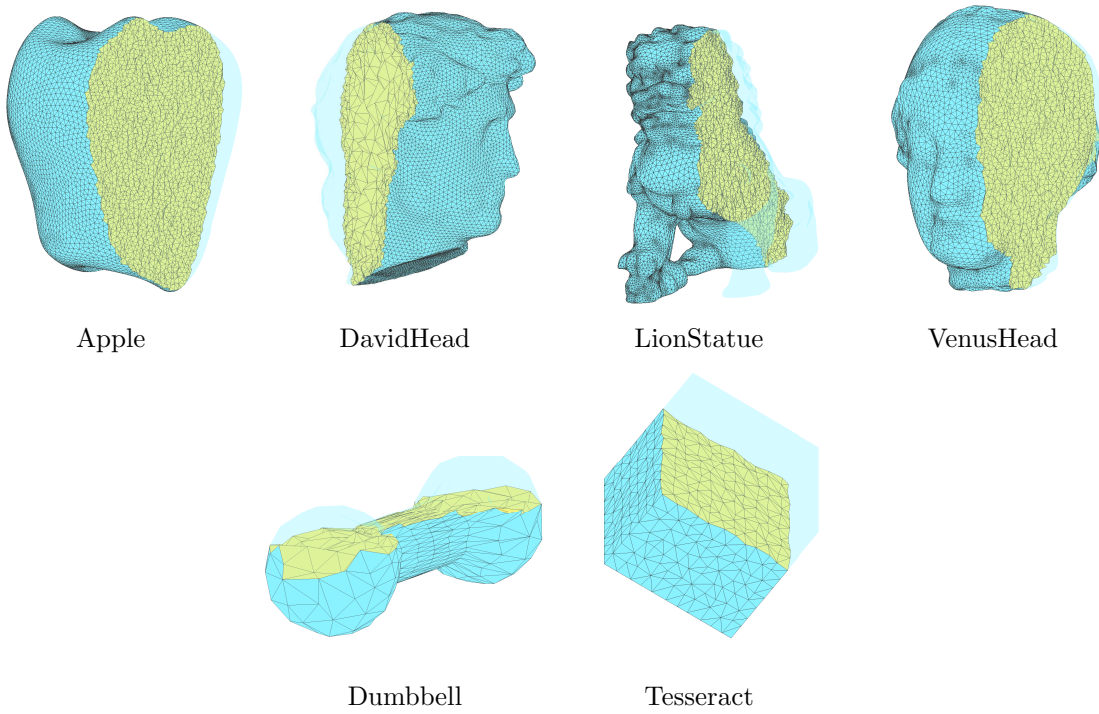 Apple
DavidHead
LionStatue
VenusHead
Dumbbell
Tesseract